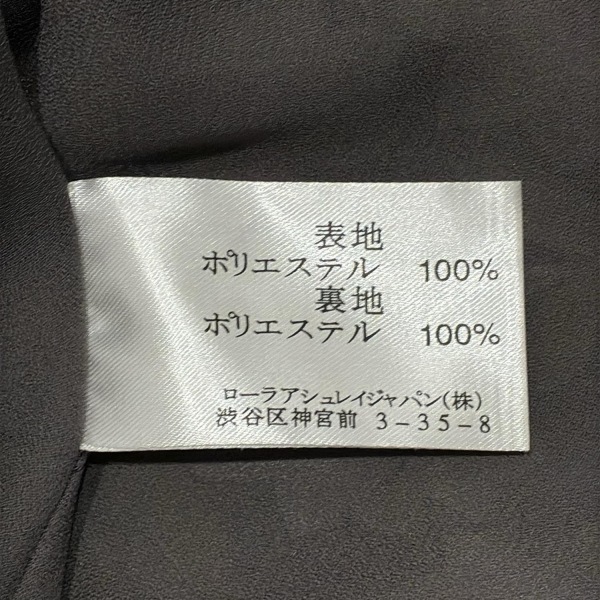 表地
ポリエステル 100%
裏地
ポリエステル 100%
ローラアシュレイジャパン(株)
渋谷区神宮前 3-35-8